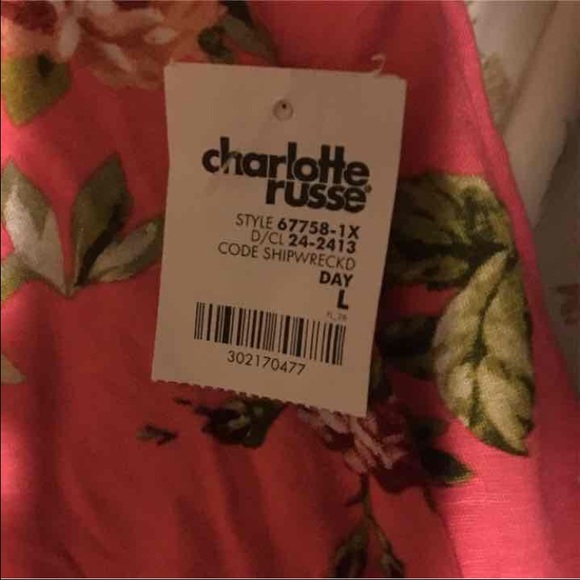 charlotte
russe
STYLE 67758-1X
D/CL 24-2413
CODE SHIPWRECKD
DAY
L
302170477